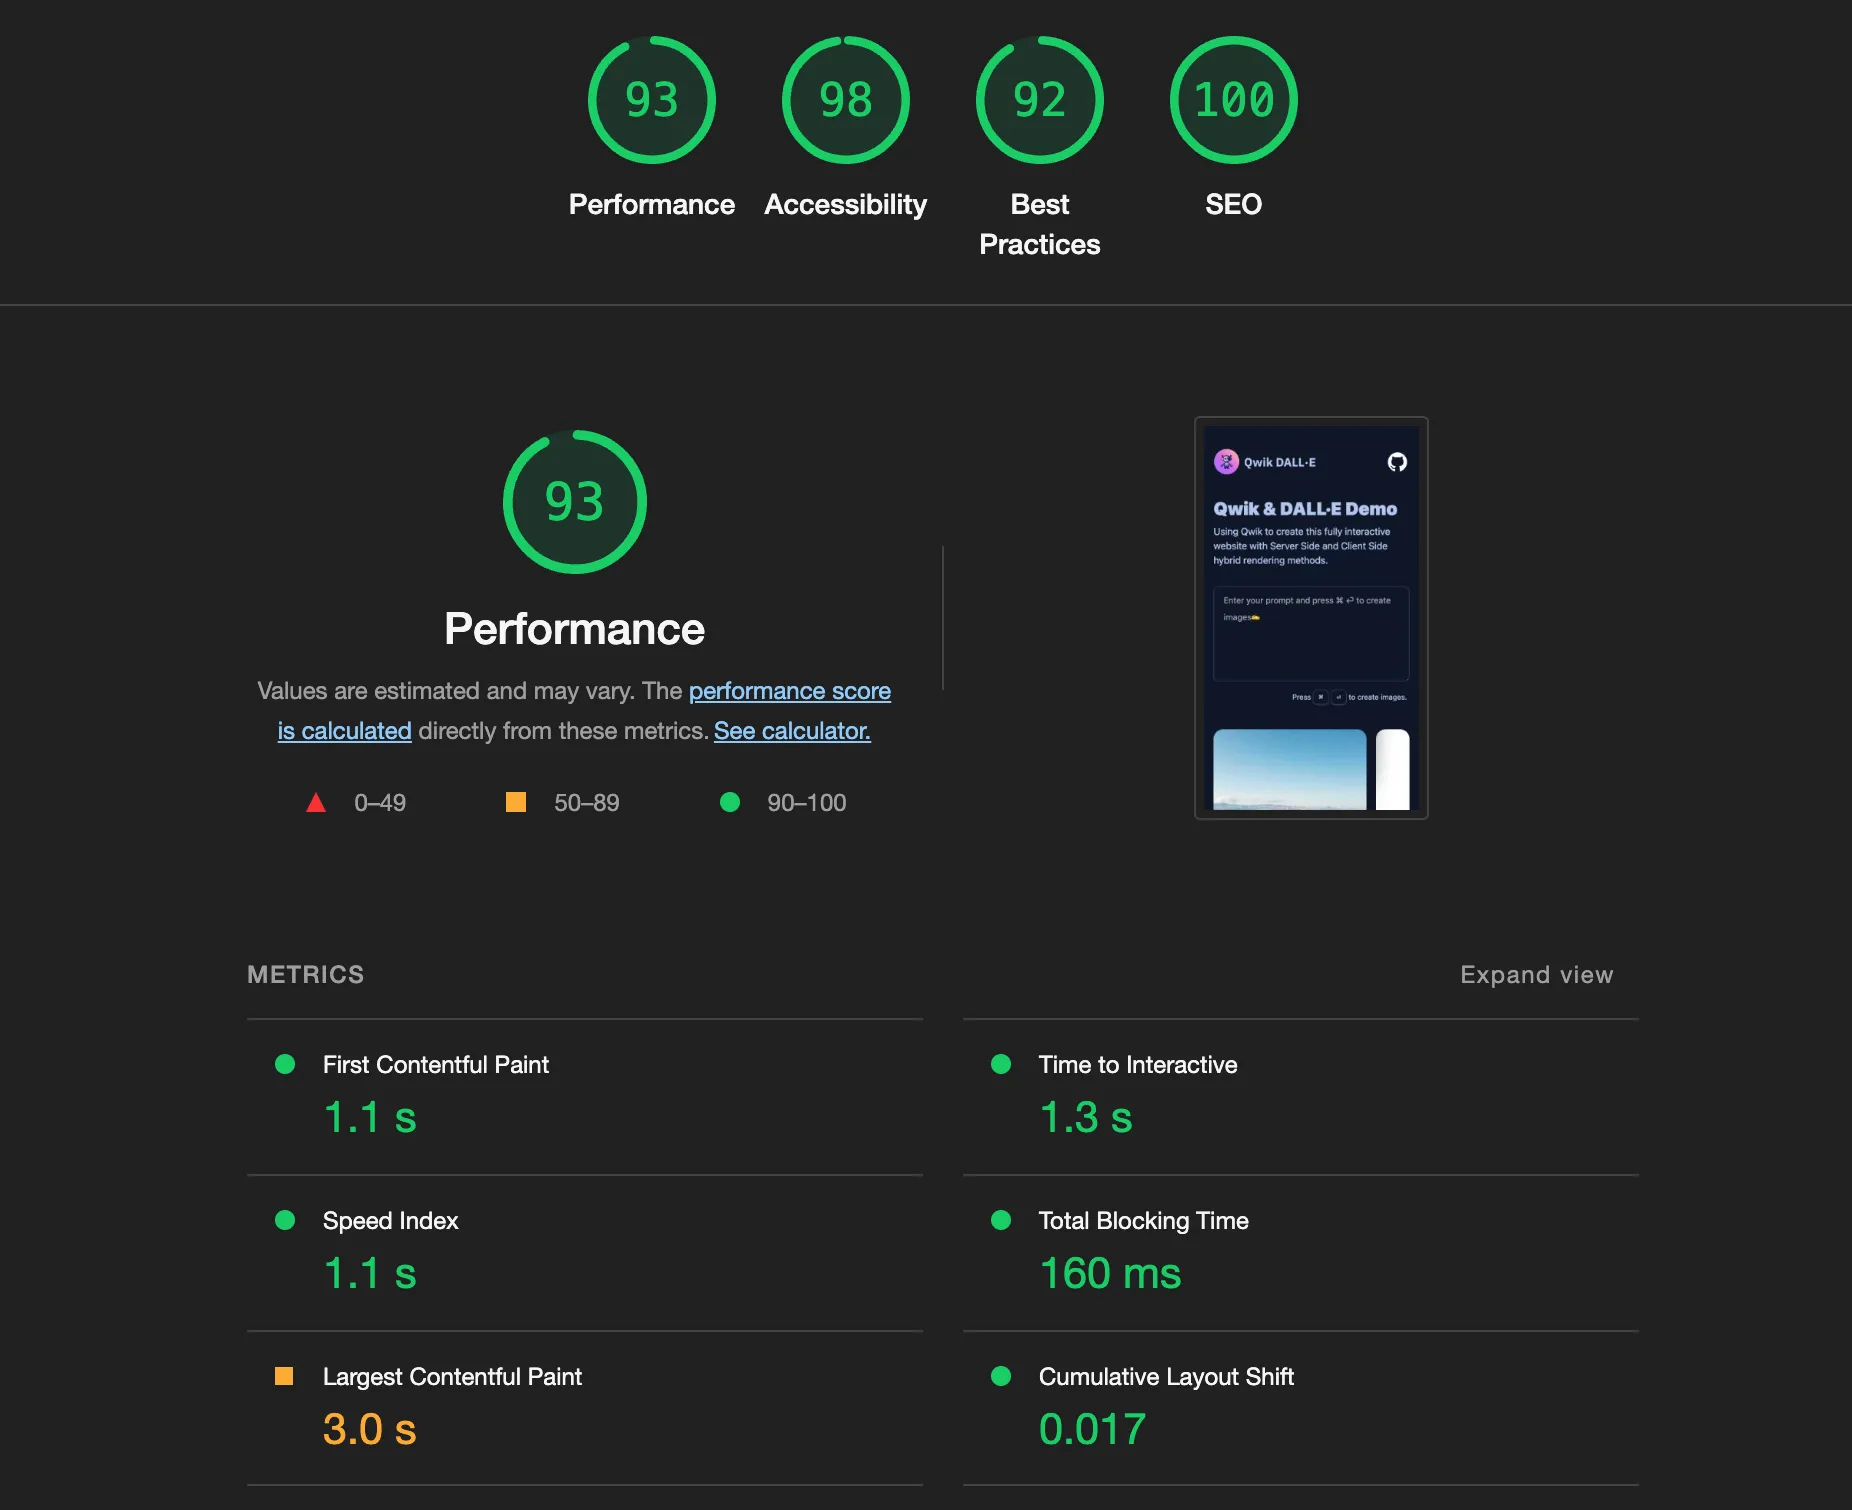 93
98
92
100
Performance
Accessibility
Best
Practices
SEO
93
Performance
Values are estimated and may vary. The performance score
is calculated directly from these metrics. See calculator.
0–49
50–89
90–100
Qwik DALL·E
Qwik & DALL·E Demo
Using Qwik to create this fully interactive
website with Server Side and Client Side
hybrid rendering methods.
Enter your prompt and press ⌘ ⏎ to create
images✍️
Press ⌘ ⏎ to create images.
METRICS
Expand view
First Contentful Paint
1.1 s
Time to Interactive
1.3 s
Speed Index
1.1 s
Total Blocking Time
160 ms
Largest Contentful Paint
3.0 s
Cumulative Layout Shift
0.017